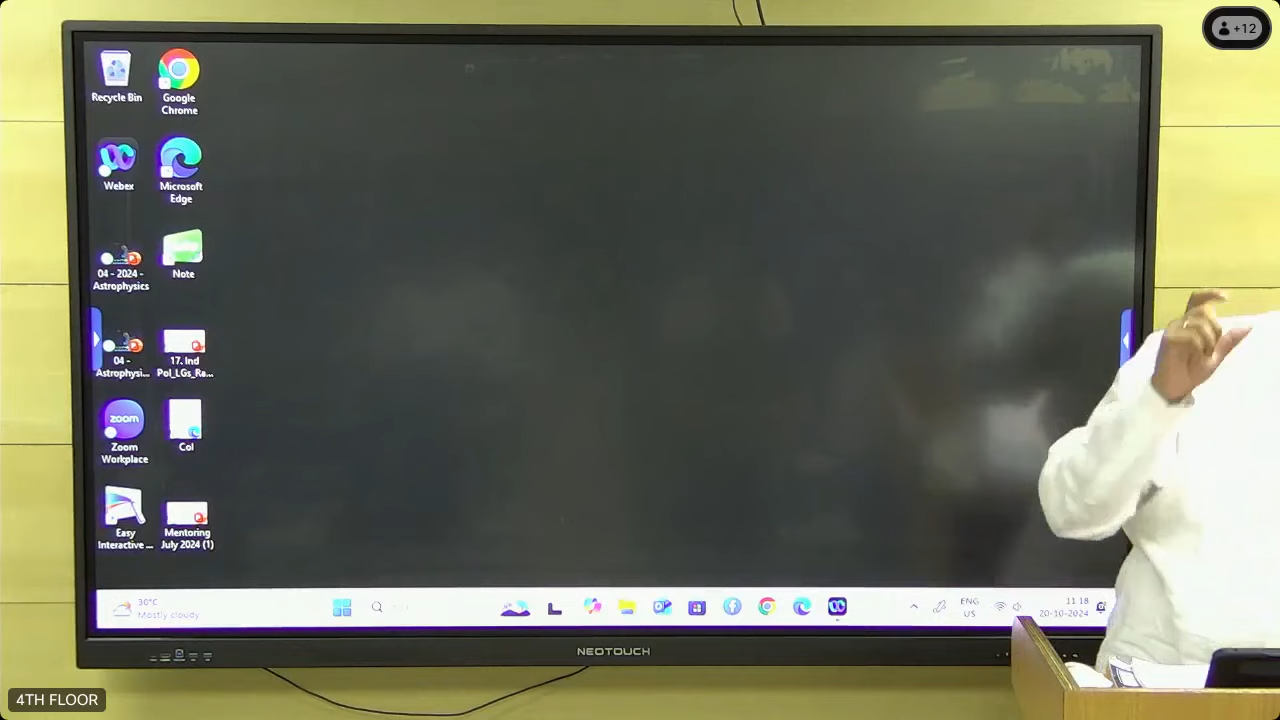 +12
Recycle Bin
Google
Chrome
Webex
Microsoft
Edge
04 - 2024 -
Astrophysics
Note
04 -
Astrophysi...
17. Ind
Pol_LGs_Ra...
zoom
Zoom
Workplace
CoI
Easy
Interactive ...
Mentoring
July 2024 (1)
30°C
Mostly cloudy
ENG
US
11 18
20-10-2024
NEOTOUCH
4TH FLOOR